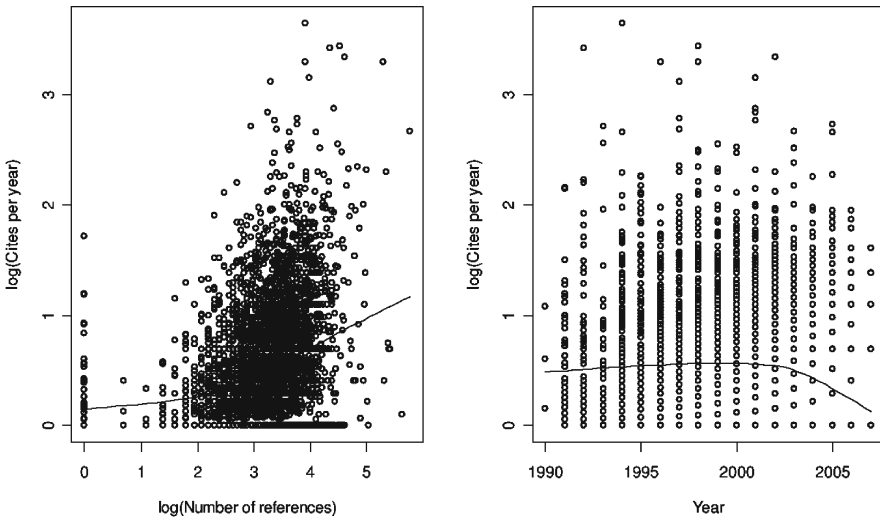 log(Cites per year)
3
2
1
0
0 1 2 3 4 5
log(Number of references)
log(Cites per year)
3
2
1
0
1990 1995 2000 2005
Year